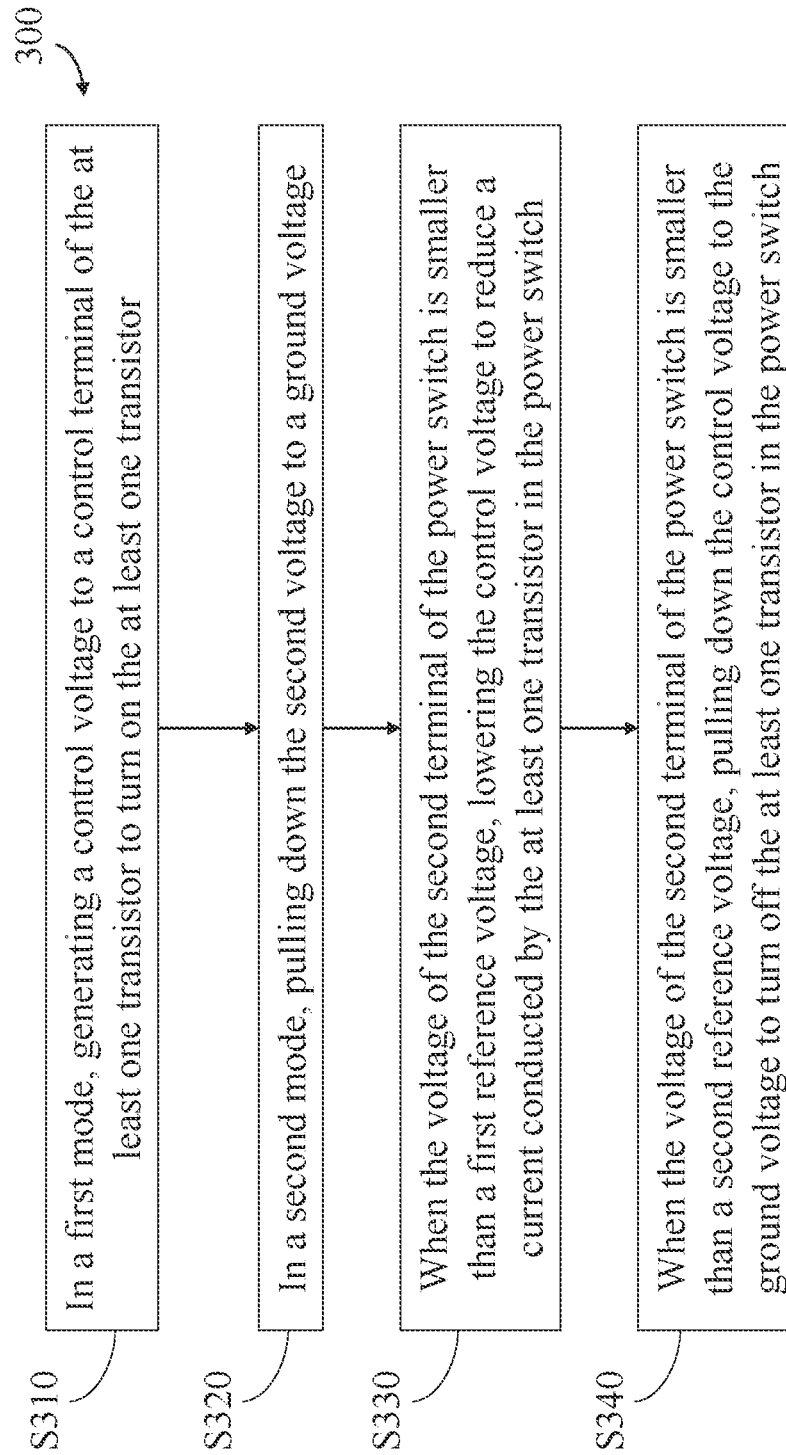 300
S310
In a first mode, generating a control voltage to a control terminal of the at
least one transistor to turn on the at least one transistor
S320
In a second mode, pulling down the second voltage to a ground voltage
S330
When the voltage of the second terminal of the power switch is smaller
than a first reference voltage, lowering the control voltage to reduce a
current conducted by the at least one transistor in the power switch
S340
When the voltage of the second terminal of the power switch is smaller
than a second reference voltage, pulling down the control voltage to the
ground voltage to turn off the at least one transistor in the power switch